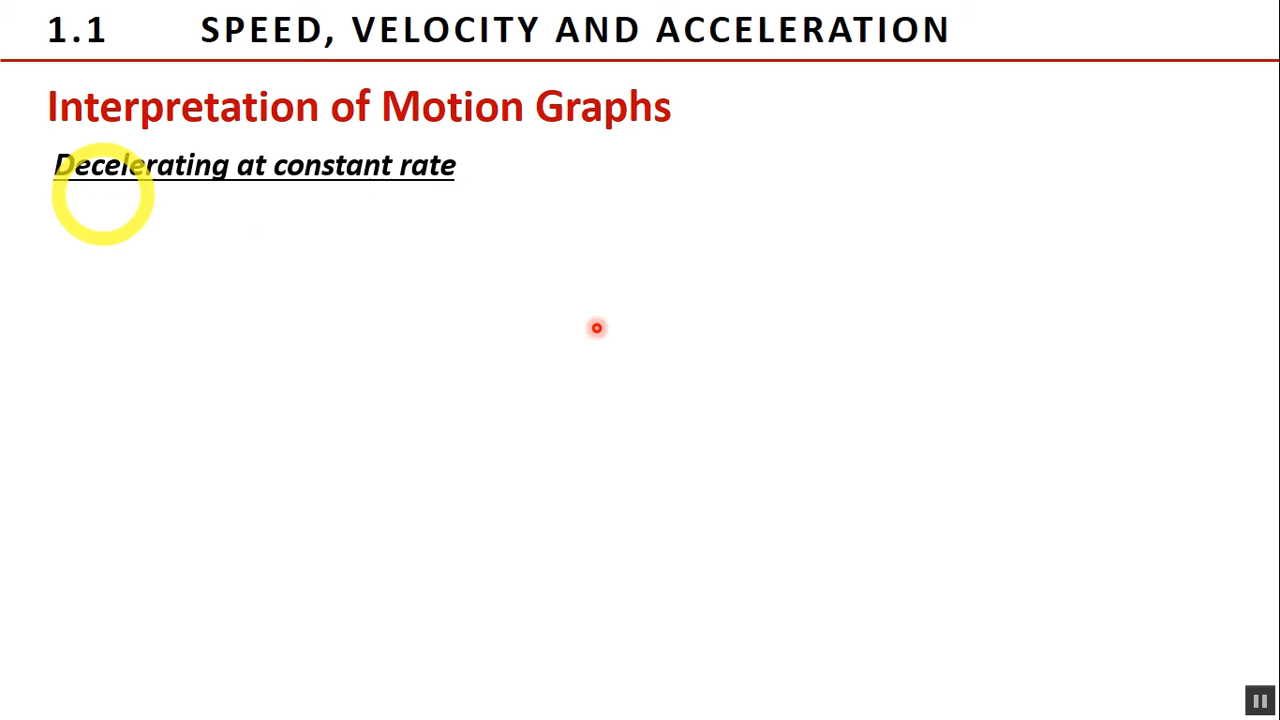 1.1 SPEED, VELOCITY AND ACCELERATION
Interpretation of Motion Graphs
Decelerating at constant rate